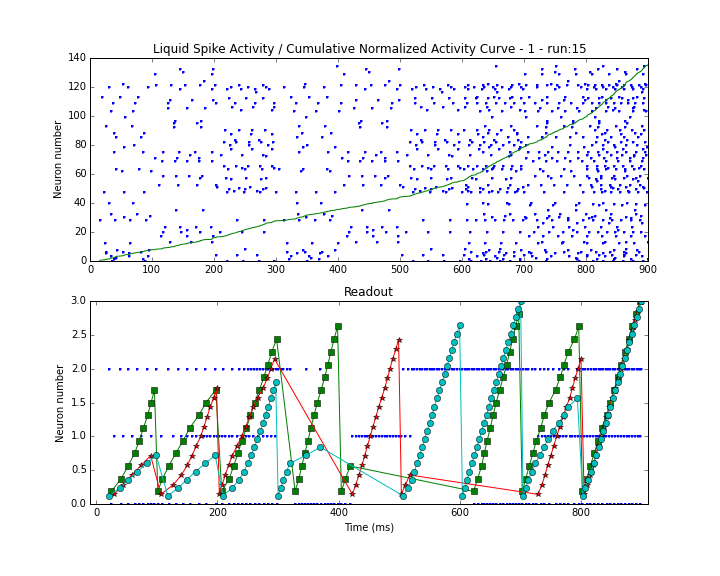 Liquid Spike Activity / Cumulative Normalized Activity Curve - 1 - run:15
140
120
100
80
60
40
20
0
Neuron number
0 100 200 300 400 500 600 700 800 900
Readout
3.0
2.5
2.0
1.5
1.0
0.5
0.0
Neuron number
0 200 400 600 800
Time (ms)